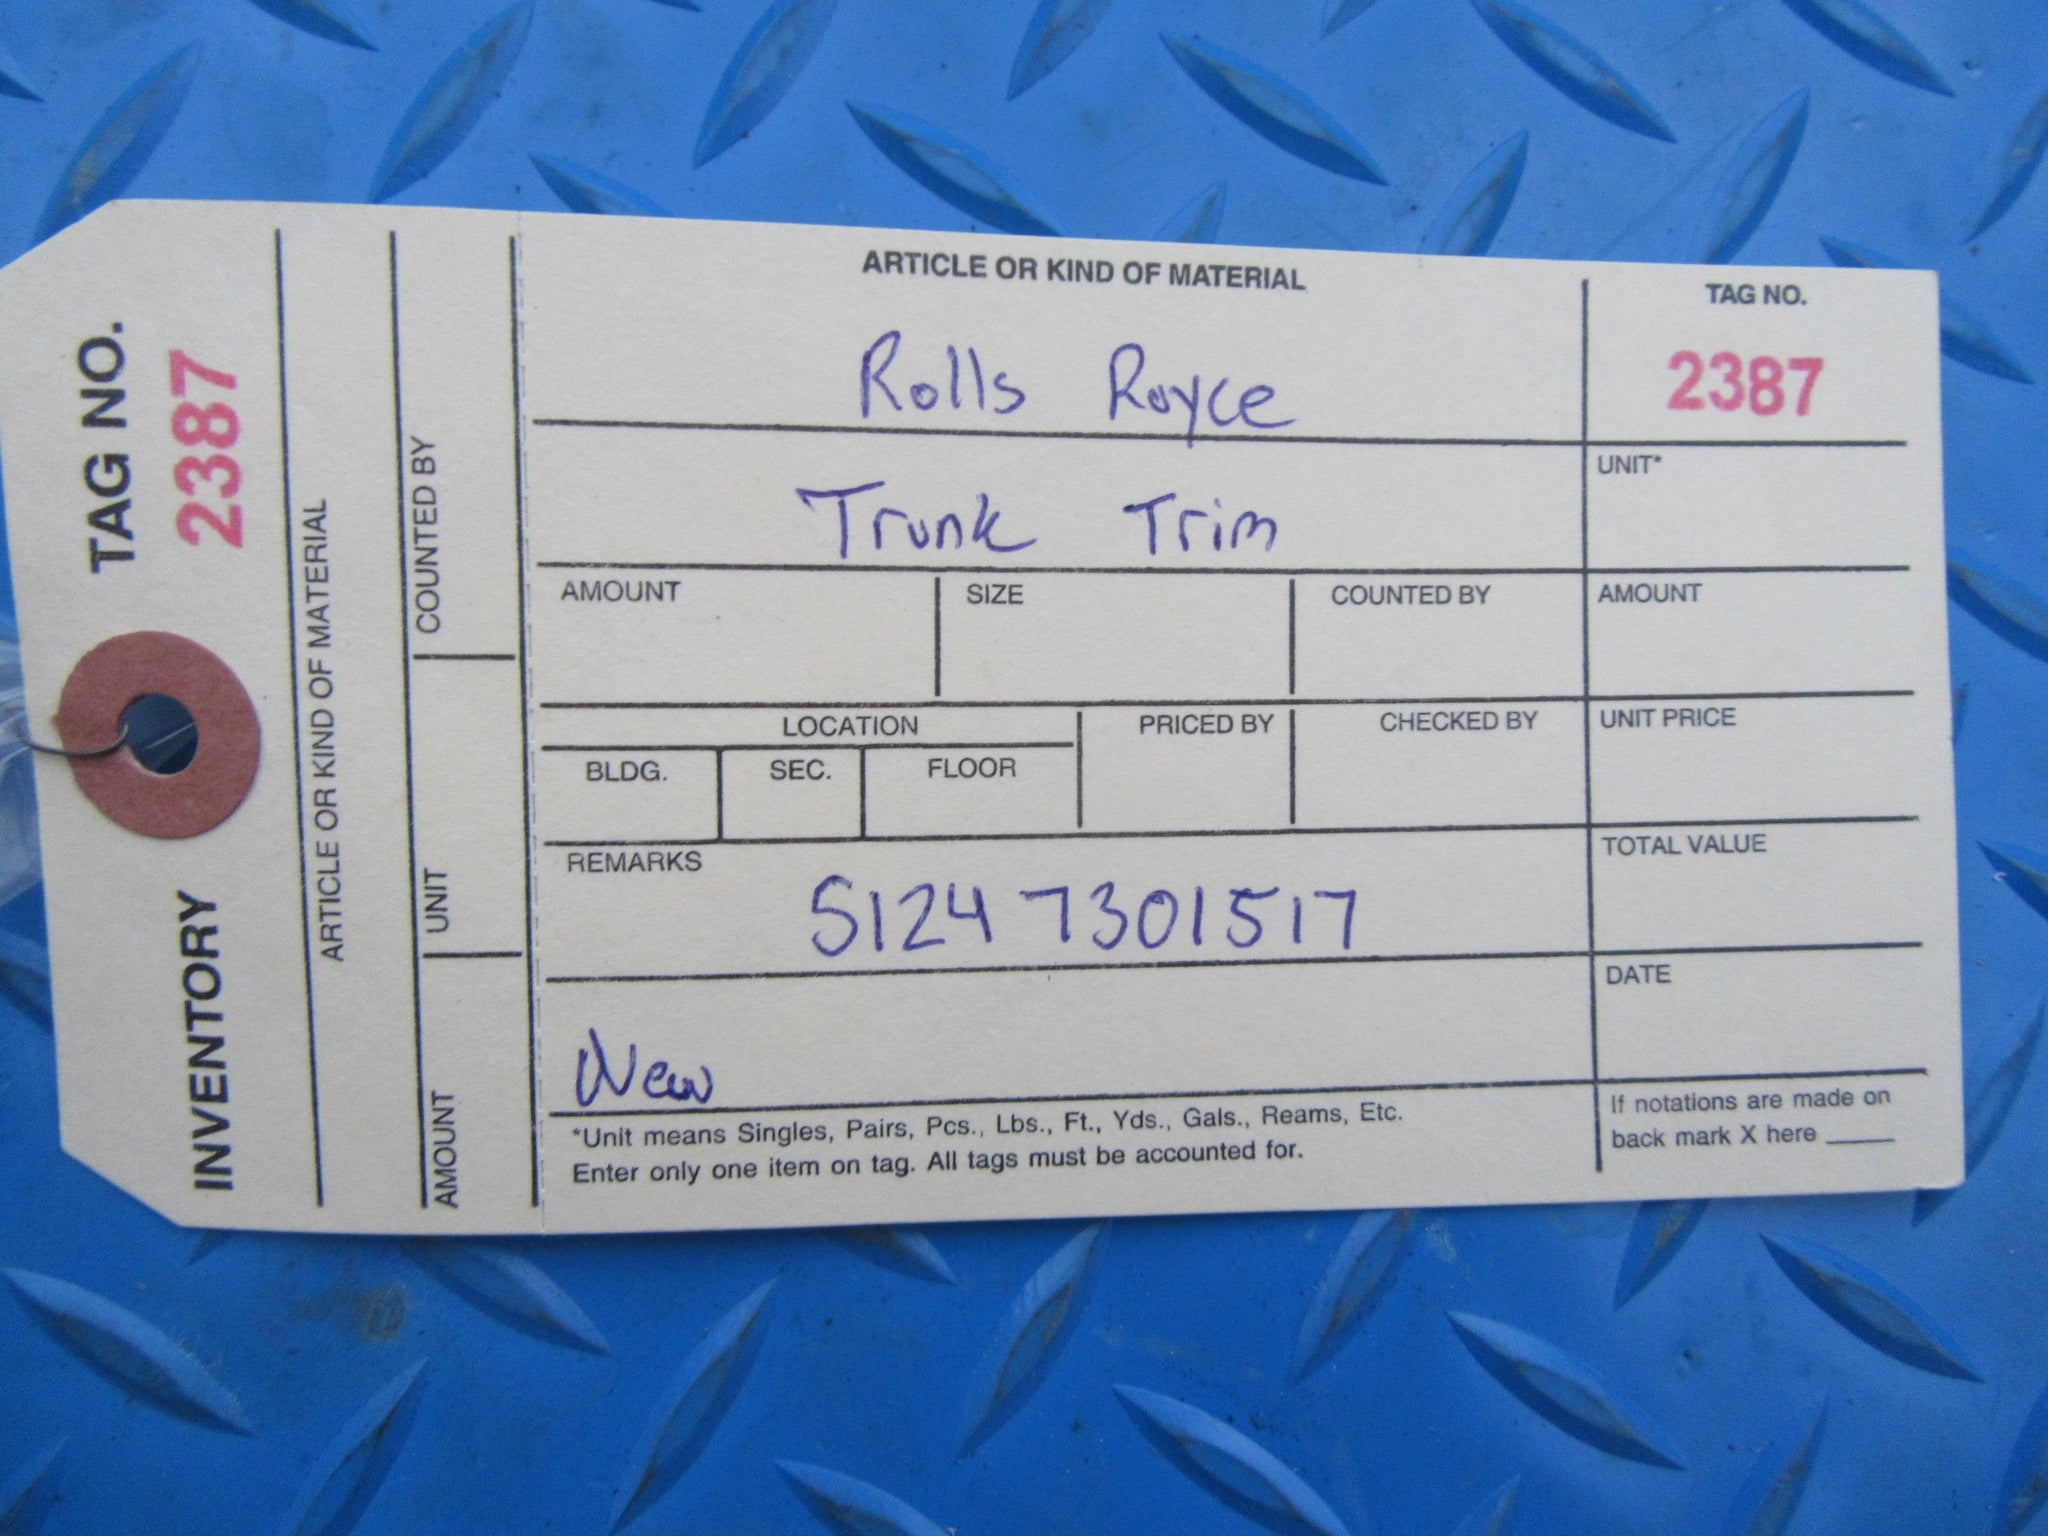 TAG NO.
2387
INVENTORY
ARTICLE OR KIND OF MATERIAL
COUNTED BY
UNIT
AMOUNT
ARTICLE OR KIND OF MATERIAL
Rolls Royce
TAG NO.
2387
Trunk Trim
UNIT*
AMOUNT
SIZE
COUNTED BY
AMOUNT
LOCATION
BLDG.
SEC.
FLOOR
PRICED BY
CHECKED BY
UNIT PRICE
REMARKS
51247301517
TOTAL VALUE
New
DATE
*Unit means Singles, Pairs, Pcs., Lbs., Ft., Yds., Gals., Reams, Etc.
Enter only one item on tag. All tags must be accounted for.
If notations are made on
back mark X here _____